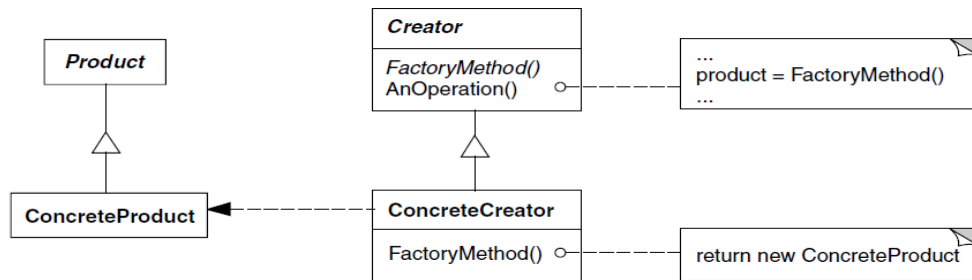 Product
ConcreteProduct
Creator
FactoryMethod()
AnOperation()
...
product = FactoryMethod()
...
ConcreteCreator
FactoryMethod()
return new ConcreteProduct